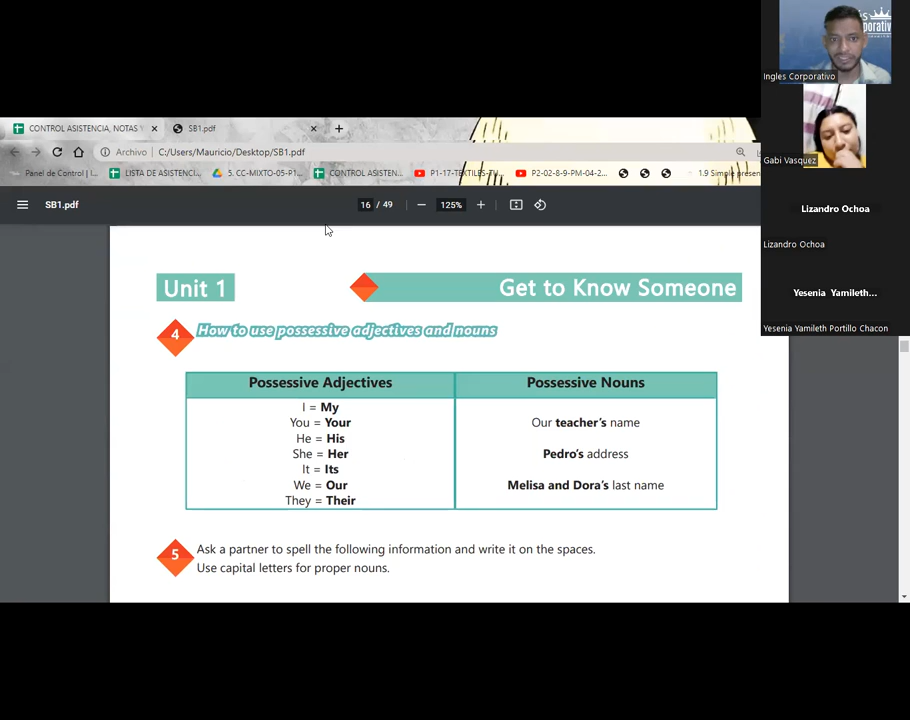 CONTROL ASISTENCIA, NOTAS Y
SB1.pdf
Archivo
C:/Users/Mauricio/Desktop/SB1.pdf
Panel de Control | I...
LISTA DE ASISTENCI...
5. CC-MIXTO-05-P1...
CONTROL ASISTEN...
P1-17-TEXTILES-TV...
P2-02-8-9-PM-04-2...
1.9 Simple presen
SB1.pdf
16 / 49
125%
Unit 1
Get to Know Someone
4
How to use possessive adjectives and nouns
Possessive Adjectives
Possessive Nouns
I = My
You = Your
He = His
She = Her
It = Its
We = Our
They = Their
Our teacher's name
Pedro's address
Melisa and Dora's last name
5
Ask a partner to spell the following information and write it on the spaces.
Use capital letters for proper nouns.
Ingles Corporativo
Gabi Vasquez
Lizandro Ochoa
Lizandro Ochoa
Yesenia Yamileth...
Yesenia Yamileth Portillo Chacon